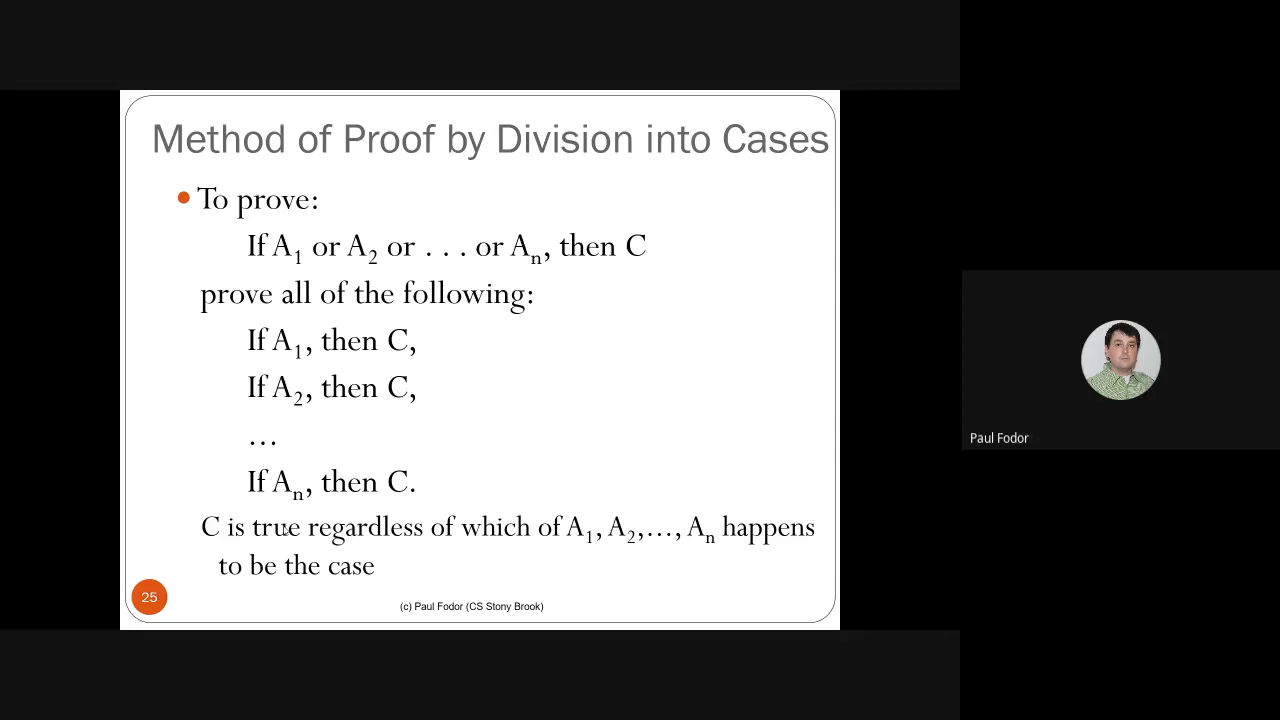 Method of Proof by Division into Cases
To prove:
If A₁ or A₂ or . . . or Aₙ, then C
prove all of the following:
If A₁, then C,
If A₂, then C,
…
If Aₙ, then C.
C is true regardless of which of A₁, A₂,…, Aₙ happens
to be the case
25
(c) Paul Fodor (CS Stony Brook)
Paul Fodor